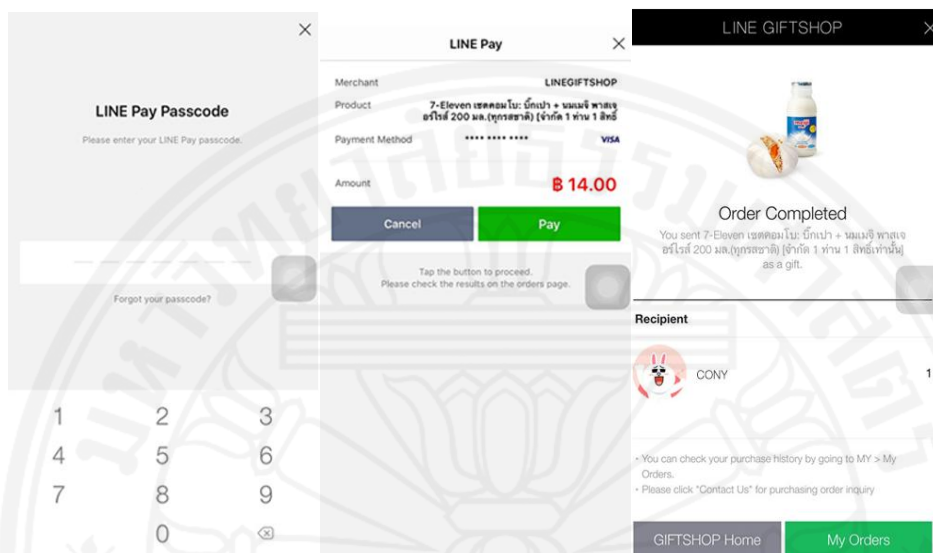 LINE Pay Passcode
Please enter your LINE Pay passcode.
Forgot your passcode?
1 2 3
4 5 6
7 8 9
0
LINE Pay
Merchant LINEGIFTSHOP
Product 7-Eleven เซตคอมโบ: บิ๊กเปา + นมเมจิ พาสเจ
อร์ไรส์ 200 มล.(ทุกรสชาติ) [จำกัด 1 ท่าน 1 สิทธิ์
Payment Method **** **** **** VISA
Amount ฿ 14.00
Cancel Pay
Tap the button to proceed.
Please check the results on the orders page.
LINE GIFTSHOP
Order Completed
You sent 7-Eleven เซตคอมโบ: บิ๊กเปา + นมเมจิ พาสเจ
อร์ไรส์ 200 มล.(ทุกรสชาติ) [จำกัด 1 ท่าน 1 สิทธิ์เท่านั้น]
as a gift.
Recipient
CONY 1
• You can check your purchase history by going to MY > My
Orders.
• Please click "Contact Us" for purchasing order inquiry
GIFTSHOP Home My Orders